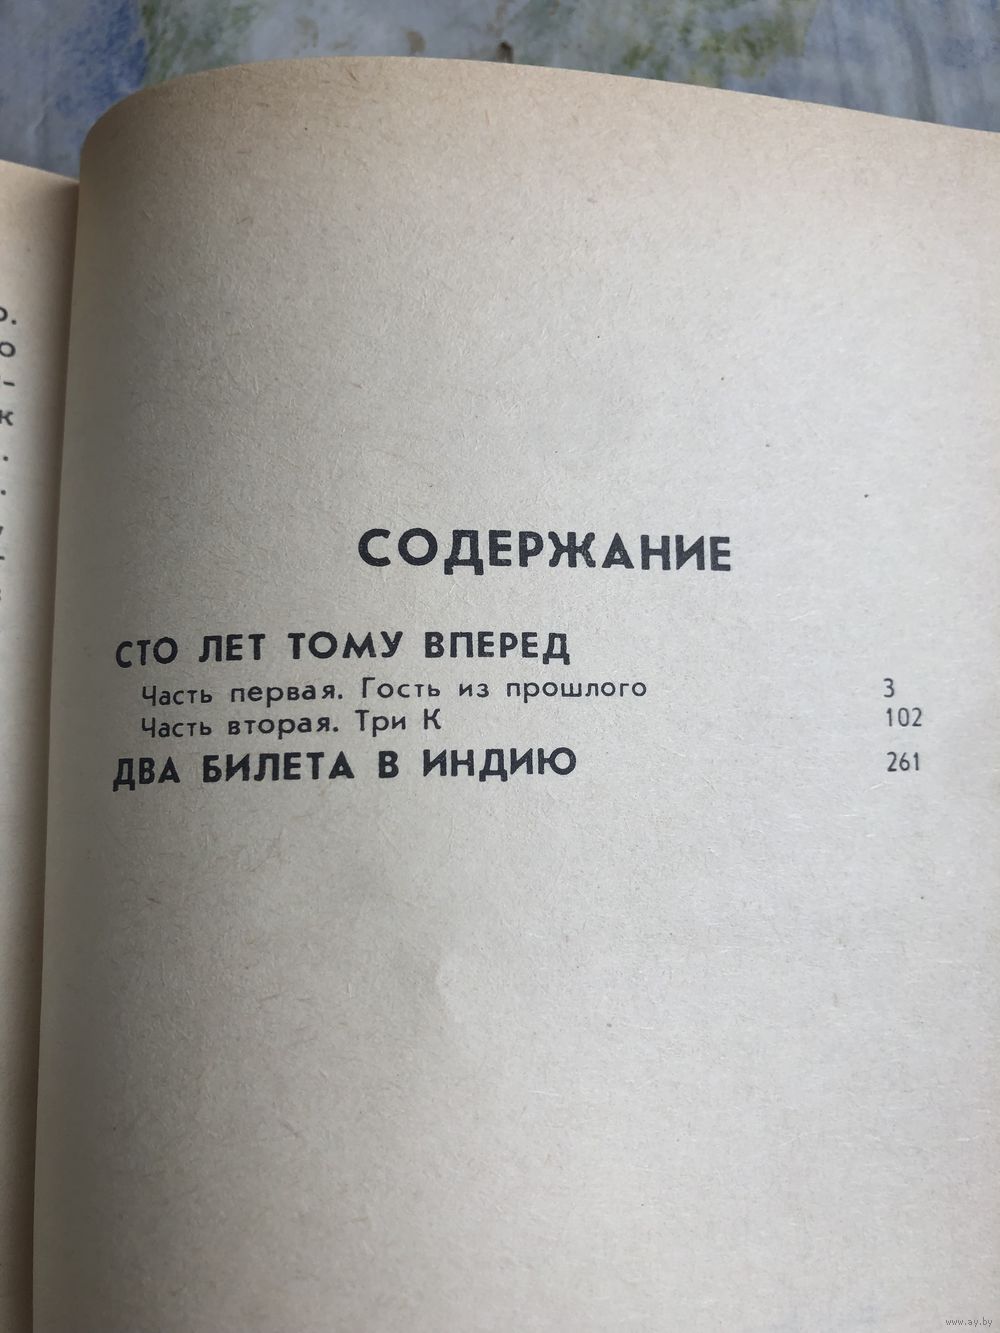 СОДЕРЖАНИЕ
СТО ЛЕТ ТОМУ ВПЕРЕД
Часть первая. Гость из прошлого 3
Часть вторая. Три К 102
ДВА БИЛЕТА В ИНДИЮ 261
www.ay.by